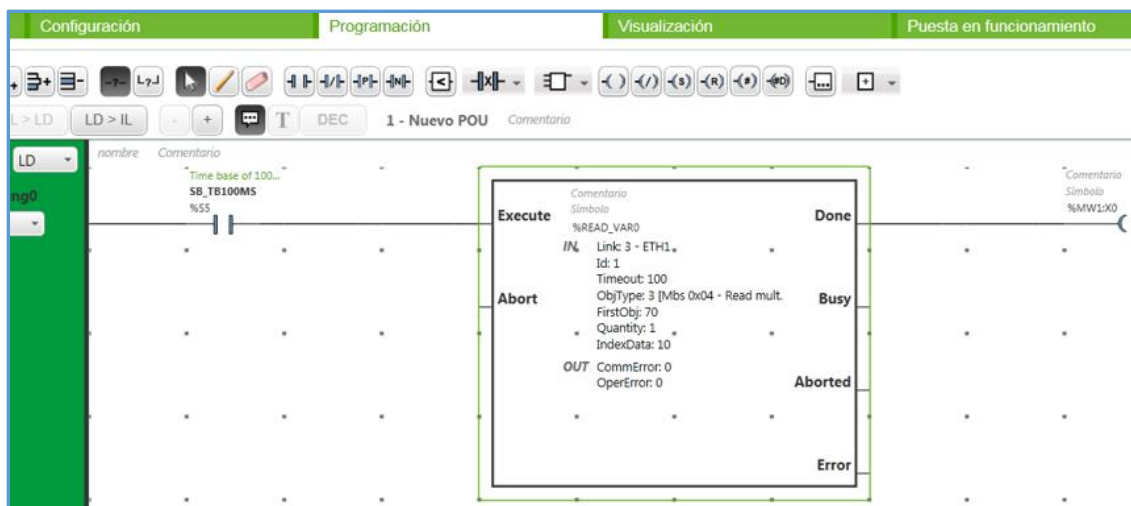 Configuración Programación Visualización Puesta en funcionamiento
L > LD LD > IL - + T DEC 1 - Nuevo POU Comentario
LD nombre Comentario
ng0
Time base of 100...
SB_TB100MS
%S5
Execute
Abort
Comentario
Símbolo
%READ_VAR0
IN Link: 3 - ETH1
Id: 1
Timeout: 100
ObjType: 3 [Mbs 0x04 - Read mult.
FirstObj: 70
Quantity: 1
IndexData: 10
OUT CommError: 0
OperError: 0
Done
Busy
Aborted
Error
Comentario
Símbolo
%MW1:X0